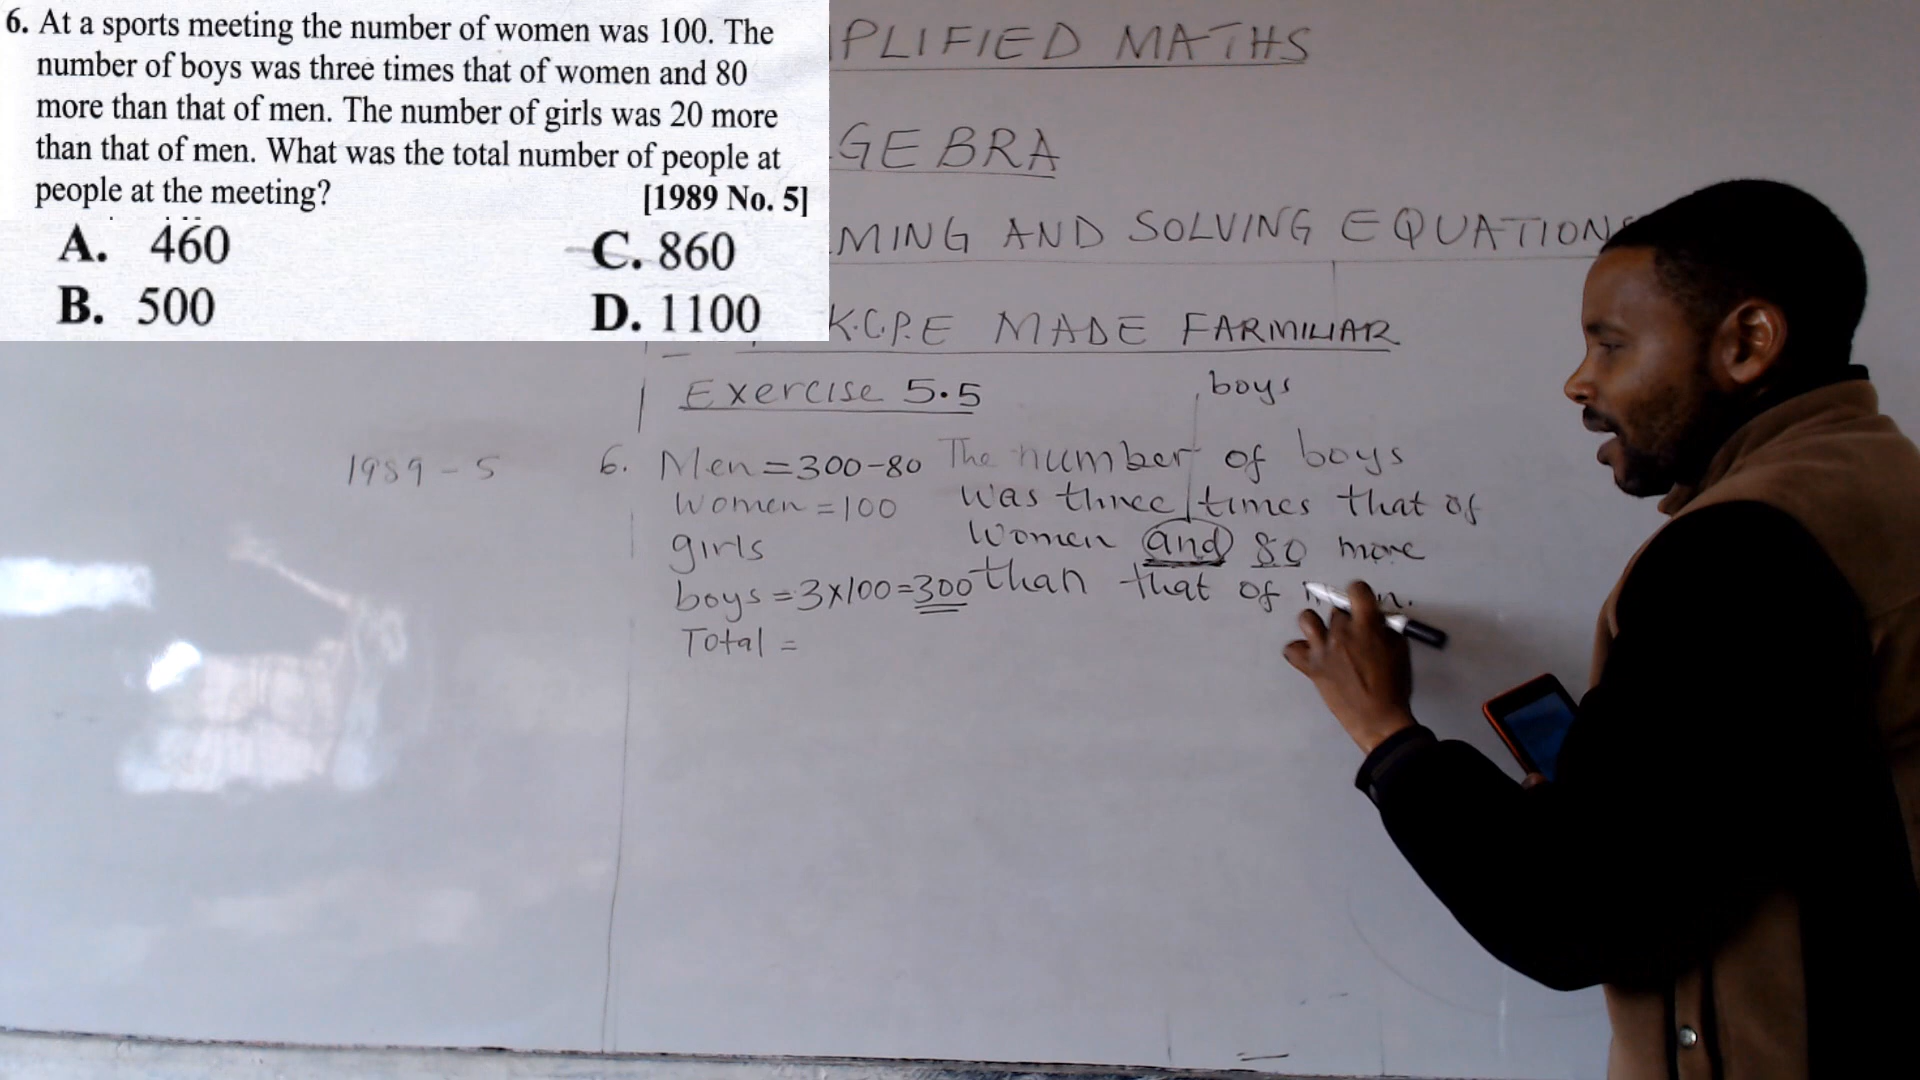 6. At a sports meeting the number of women was 100. The
number of boys was three times that of women and 80
more than that of men. The number of girls was 20 more
than that of men. What was the total number of people at
people at the meeting?
[1989 No. 5]
A. 460
C. 860
B. 500
D. 1100
PLIFIED MATHS
GEBRA
MING AND SOLVING EQUATIONS
K.C.P.E MADE FARMILIAR
Exercise 5.5
boys
1989 - 5
6. Men = 300-80
Women = 100
girls
boys = 3x100 = 300
Total =
The number of boys
was three times that of
women and 80 more
than that of